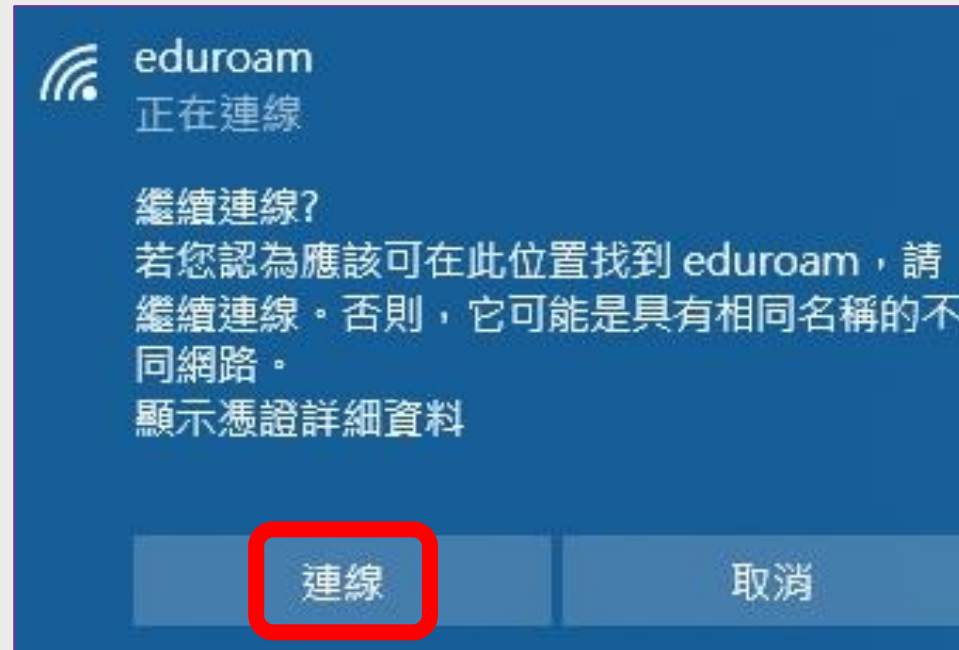 eduroam
正在連線
繼續連線?
若您認為應該可在此位置找到 eduroam，請
繼續連線。否則，它可能是具有相同名稱的不
同網路。
顯示憑證詳細資料
連線
取消